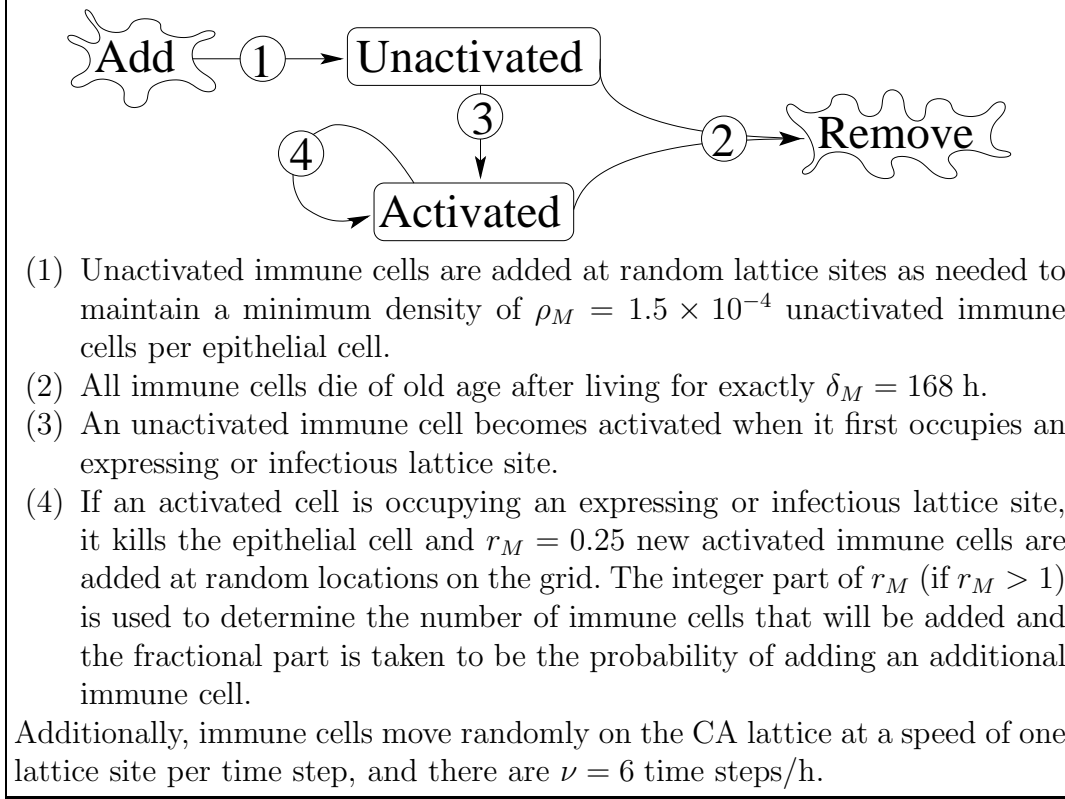 Add
1
Unactivated
3
2
Remove
4
Activated
(1) Unactivated immune cells are added at random lattice sites as needed to
maintain a minimum density of ρ_M = 1.5 × 10⁻⁴ unactivated immune
cells per epithelial cell.
(2) All immune cells die of old age after living for exactly δ_M = 168 h.
(3) An unactivated immune cell becomes activated when it first occupies an
expressing or infectious lattice site.
(4) If an activated cell is occupying an expressing or infectious lattice site,
it kills the epithelial cell and r_M = 0.25 new activated immune cells are
added at random locations on the grid. The integer part of r_M (if r_M > 1)
is used to determine the number of immune cells that will be added and
the fractional part is taken to be the probability of adding an additional
immune cell.
Additionally, immune cells move randomly on the CA lattice at a speed of one
lattice site per time step, and there are ν = 6 time steps/h.